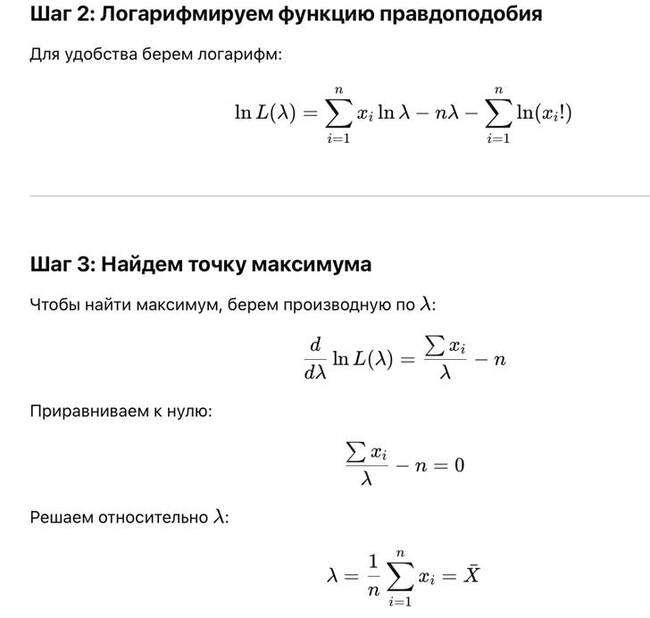 Шаг 2: Логарифмируем функцию правдоподобия
Для удобства берем логарифм:
ln L(λ) = ∑_{i=1}^{n} x_i ln λ − nλ − ∑_{i=1}^{n} ln(x_i!)
Шаг 3: Найдем точку максимума
Чтобы найти максимум, берем производную по λ:
d/dλ ln L(λ) = (∑ x_i)/λ − n
Приравниваем к нулю:
(∑ x_i)/λ − n = 0
Решаем относительно λ:
λ = 1/n ∑_{i=1}^{n} x_i = X̄